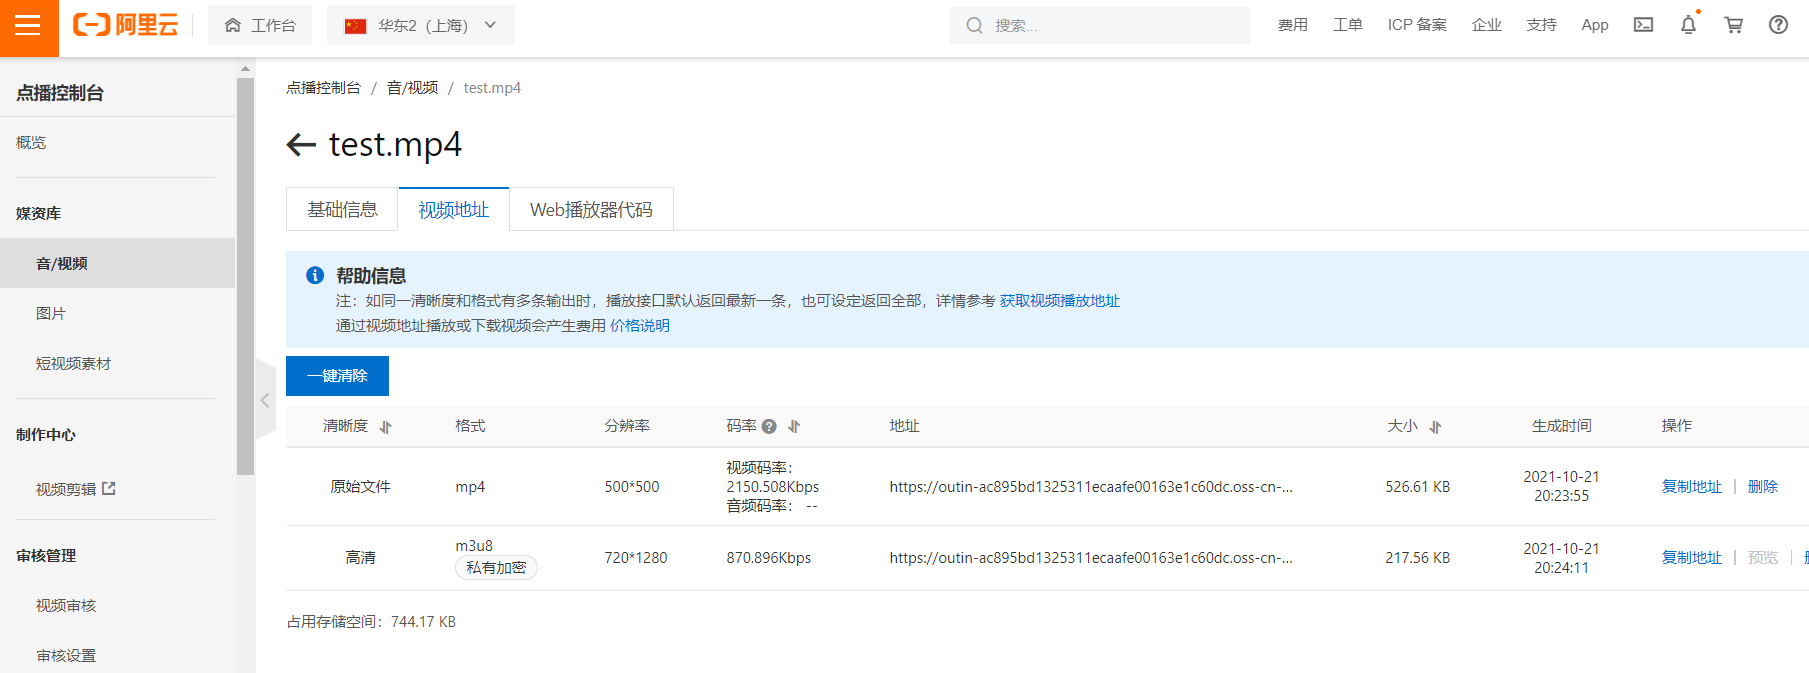 阿里云
工作台
华东2（上海）
搜索...
费用
工单
ICP 备案
企业
支持
App
点播控制台
概览
媒资库
音/视频
图片
短视频素材
制作中心
视频剪辑
审核管理
视频审核
审核设置
点播控制台 / 音/视频 / test.mp4
test.mp4
基础信息
视频地址
Web播放器代码
帮助信息
注：如同一清晰度和格式有多条输出时，播放接口默认返回最新一条，也可设定返回全部，详情参考 获取视频播放地址
通过视频地址播放或下载视频会产生费用 价格说明
一键清除
清晰度 格式 分辨率 码率 地址 大小 生成时间 操作
原始文件 mp4 500*500 视频码率：2150.508Kbps 音频码率： -- https://outin-ac895bd1325311ecaafe00163e1c60dc.oss-cn-... 526.61 KB 2021-10-21 20:23:55 复制地址 | 删除
高清 m3u8 私有加密 720*1280 870.896Kbps https://outin-ac895bd1325311ecaafe00163e1c60dc.oss-cn-... 217.56 KB 2021-10-21 20:24:11 复制地址 | 预览 |
占用存储空间：744.17 KB